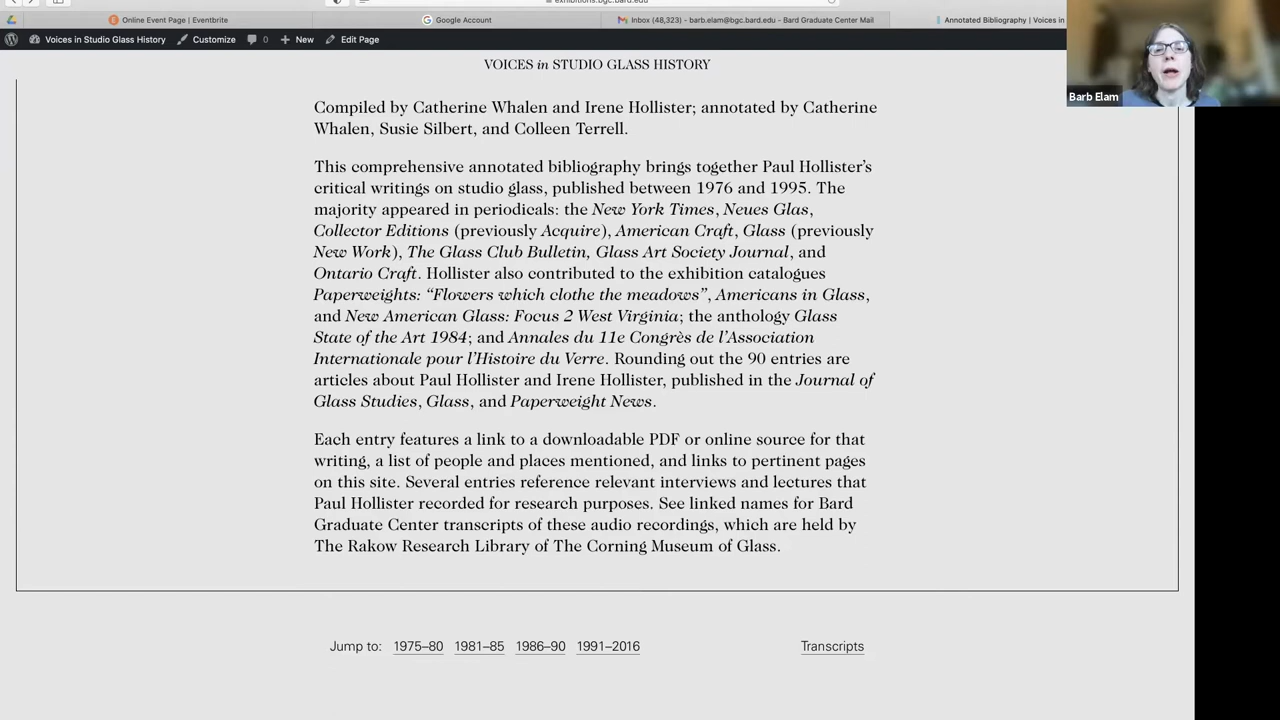 exhibitions.bgc.bard.edu
Online Event Page | Eventbrite
Google Account
Inbox (48,323) - barb.elam@bgc.bard.edu - Bard Graduate Center Mail
Annotated Bibliography | Voices in
Voices in Studio Glass History
Customize
0
New
Edit Page
Barb Elam
VOICES in STUDIO GLASS HISTORY
Compiled by Catherine Whalen and Irene Hollister; annotated by Catherine
Whalen, Susie Silbert, and Colleen Terrell.
This comprehensive annotated bibliography brings together Paul Hollister’s
critical writings on studio glass, published between 1976 and 1995. The
majority appeared in periodicals: the New York Times, Neues Glas,
Collector Editions (previously Acquire), American Craft, Glass (previously
New Work), The Glass Club Bulletin, Glass Art Society Journal, and
Ontario Craft. Hollister also contributed to the exhibition catalogues
Paperweights: “Flowers which clothe the meadows”, Americans in Glass,
and New American Glass: Focus 2 West Virginia; the anthology Glass
State of the Art 1984; and Annales du 11e Congrès de l’Association
Internationale pour l’Histoire du Verre. Rounding out the 90 entries are
articles about Paul Hollister and Irene Hollister, published in the Journal of
Glass Studies, Glass, and Paperweight News.
Each entry features a link to a downloadable PDF or online source for that
writing, a list of people and places mentioned, and links to pertinent pages
on this site. Several entries reference relevant interviews and lectures that
Paul Hollister recorded for research purposes. See linked names for Bard
Graduate Center transcripts of these audio recordings, which are held by
The Rakow Research Library of The Corning Museum of Glass.
Jump to: 1975–80 1981–85 1986–90 1991–2016 Transcripts